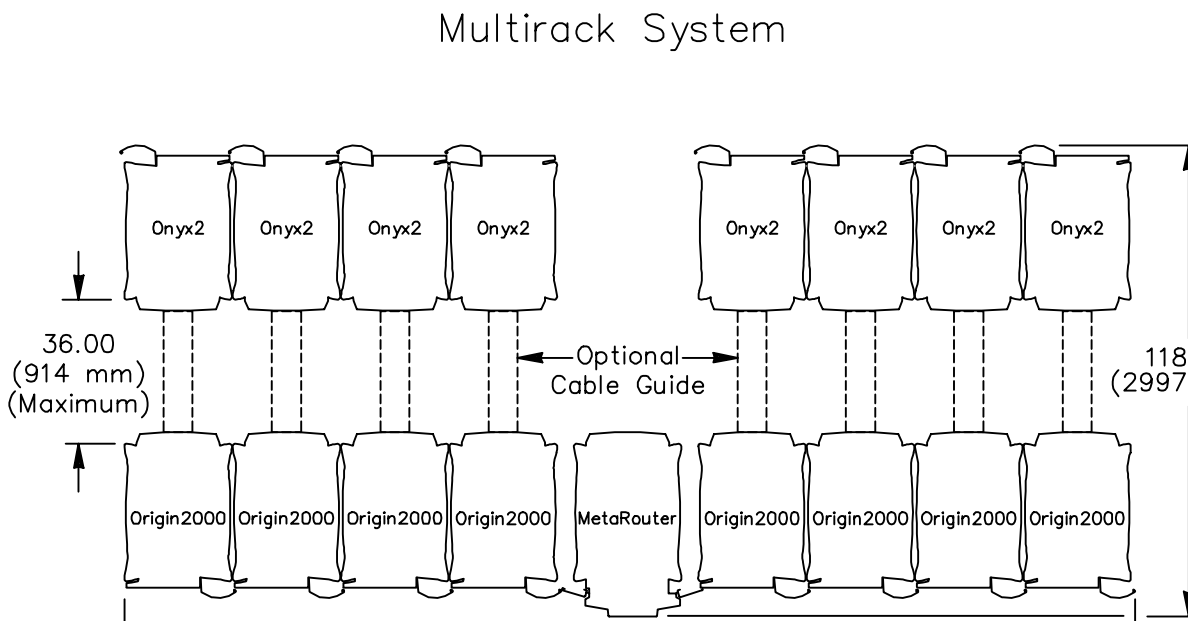 Multirack System
Onyx2 Onyx2 Onyx2 Onyx2 Onyx2 Onyx2 Onyx2 Onyx2
36.00
(914 mm)
(Maximum)
Optional
Cable Guide
118
(2997
Origin2000 Origin2000 Origin2000 Origin2000 MetaRouter Origin2000 Origin2000 Origin2000 Origin2000